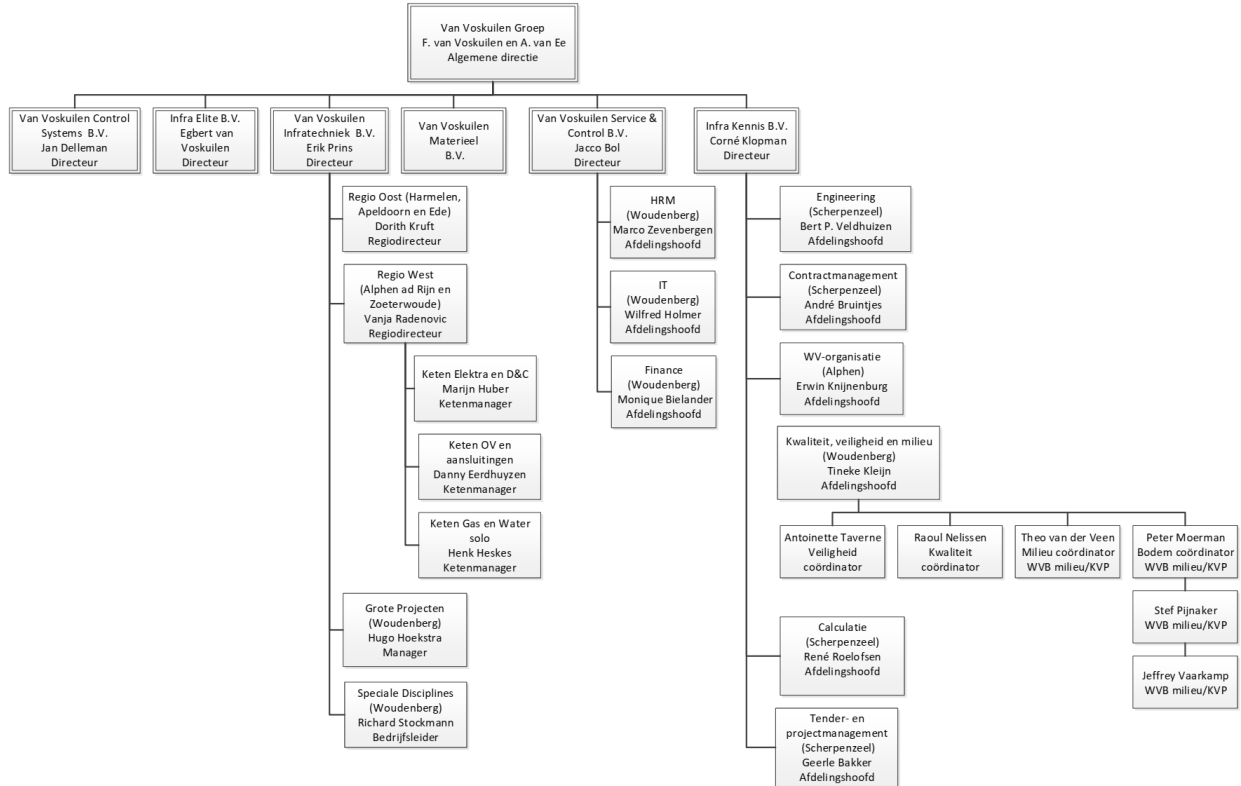 Van Voskuilen Groep
F. van Voskuilen en A. van Ee
Algemene directie
Van Voskuilen Control
Systems B.V.
Jan Delleman
Directeur
Infra Elite B.V.
Egbert van
Voskuilen
Directeur
Van Voskuilen
Infratechniek B.V.
Erik Prins
Directeur
Van Voskuilen
Materieel
B.V.
Van Voskuilen Service &
Control B.V.
Jacco Bol
Directeur
Infra Kennis B.V.
Corné Klopman
Directeur
Regio Oost (Harmelen,
Apeldoorn en Ede)
Dorith Kruft
Regiodirecteur
Regio West
(Alphen ad Rijn en
Zoeterwoude)
Vanja Radenovic
Regiodirecteur
Keten Elektra en D&C
Marijn Huber
Ketenmanager
Keten OV en
aansluitingen
Danny Eerdhuyzen
Ketenmanager
Keten Gas en Water
solo
Henk Heskes
Ketenmanager
Grote Projecten
(Woudenberg)
Hugo Hoekstra
Manager
Speciale Disciplines
(Woudenberg)
Richard Stockmann
Bedrijfsleider
HRM
(Woudenberg)
Marco Zevenbergen
Afdelingshoofd
IT
(Woudenberg)
Wilfred Holmer
Afdelingshoofd
Finance
(Woudenberg)
Monique Bielander
Afdelingshoofd
Engineering
(Scherpenzeel)
Bert P. Veldhuizen
Afdelingshoofd
Contractmanagement
(Scherpenzeel)
André Bruintjes
Afdelingshoofd
WV-organisatie
(Alphen)
Erwin Knijnenburg
Afdelingshoofd
Kwaliteit, veiligheid en milieu
(Woudenberg)
Tineke Kleijn
Afdelingshoofd
Antoinette Taverne
Veiligheid
coördinator
Raoul Nelissen
Kwaliteit
coördinator
Theo van der Veen
Milieu coördinator
WVB milieu/KVP
Peter Moerman
Bodem coördinator
WVB milieu/KVP
Stef Pijnaker
WVB milieu/KVP
Jeffrey Vaarkamp
WVB milieu/KVP
Calculatie
(Scherpenzeel)
René Roelofsen
Afdelingshoofd
Tender- en
projectmanagement
(Scherpenzeel)
Geerle Bakker
Afdelingshoofd